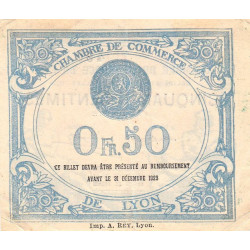 CHAMBRE DE COMMERCE
0 Fr. 50
CE BILLET DEVRA ÊTRE PRÉSENTÉ AU REMBOURSEMENT
AVANT LE 31 DÉCEMBRE 1923
DE LYON
50
50
50
50
Imp. A. REY, Lyon.